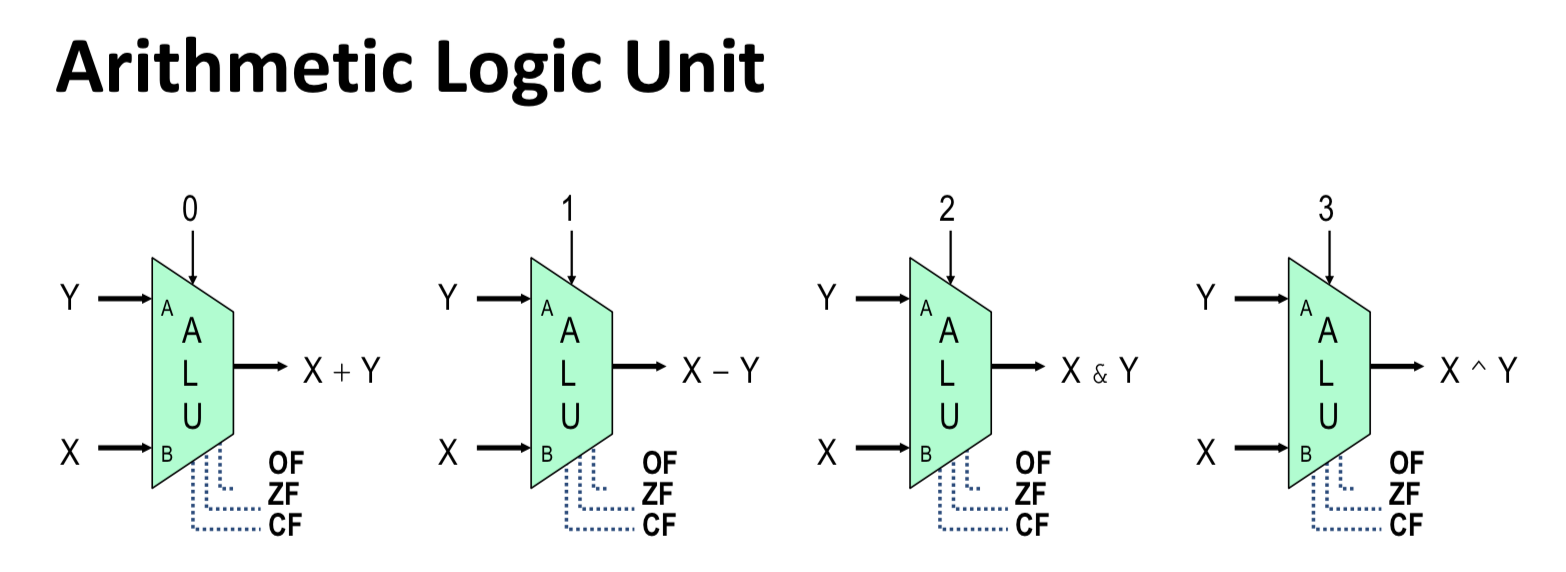 Arithmetic Logic Unit
0 1 2 3
Y A Y A Y A Y A
A A A A
L X + Y L X – Y L X & Y L X ^ Y
U U U U
X B X B X B X B
OF OF OF OF
ZF ZF ZF ZF
CF CF CF CF